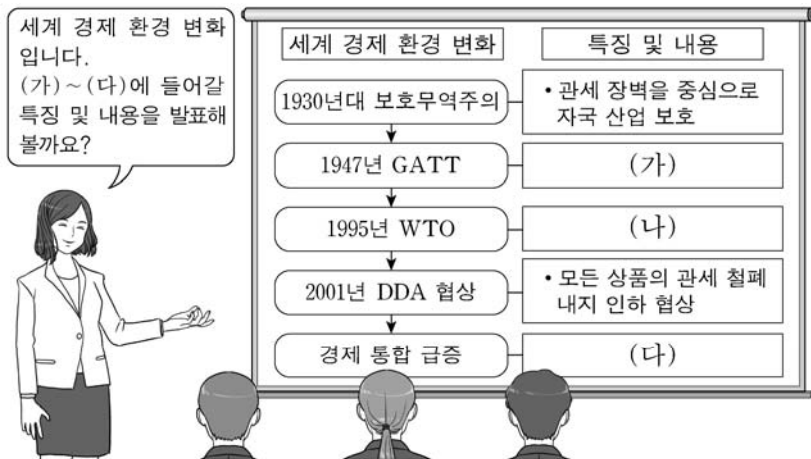 세계 경제 환경 변화
입니다.
(가)~(다)에 들어갈
특징 및 내용을 발표해
볼까요?
세계 경제 환경 변화
특징 및 내용
1930년대 보호무역주의
• 관세 장벽을 중심으로
자국 산업 보호
1947년 GATT
(가)
1995년 WTO
(나)
2001년 DDA 협상
• 모든 상품의 관세 철폐
내지 인하 협상
경제 통합 급증
(다)